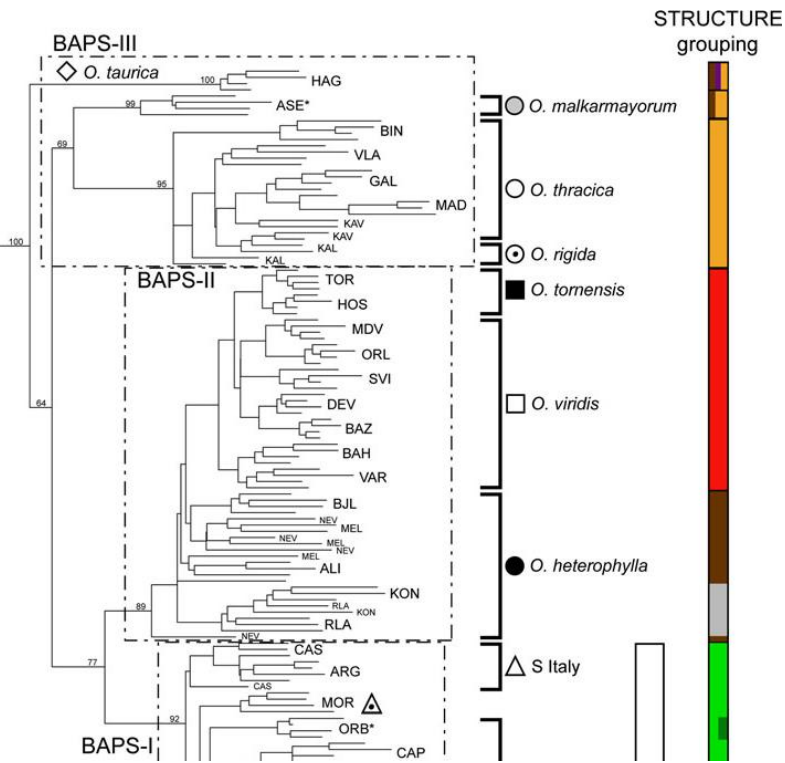 STRUCTURE
grouping
BAPS-III
O. taurica
100
HAG
99
ASE*
O. malkarmayorum
BIN
69
VLA
95
GAL
O. thracica
MAD
KAV
KAV
100
KAL
O. rigida
KAL
BAPS-II
TOR
O. tornensis
HOS
MDV
ORL
SVI
64
DEV
O. viridis
BAZ
BAH
VAR
BJL
NEV
MEL
NEV
MEL
NEV
MEL
ALI
O. heterophylla
KON
89
RLA
KON
RLA
NEV
CAS
77
ARG
S Italy
CAS
MOR
92
ORB*
BAPS-I
CAP